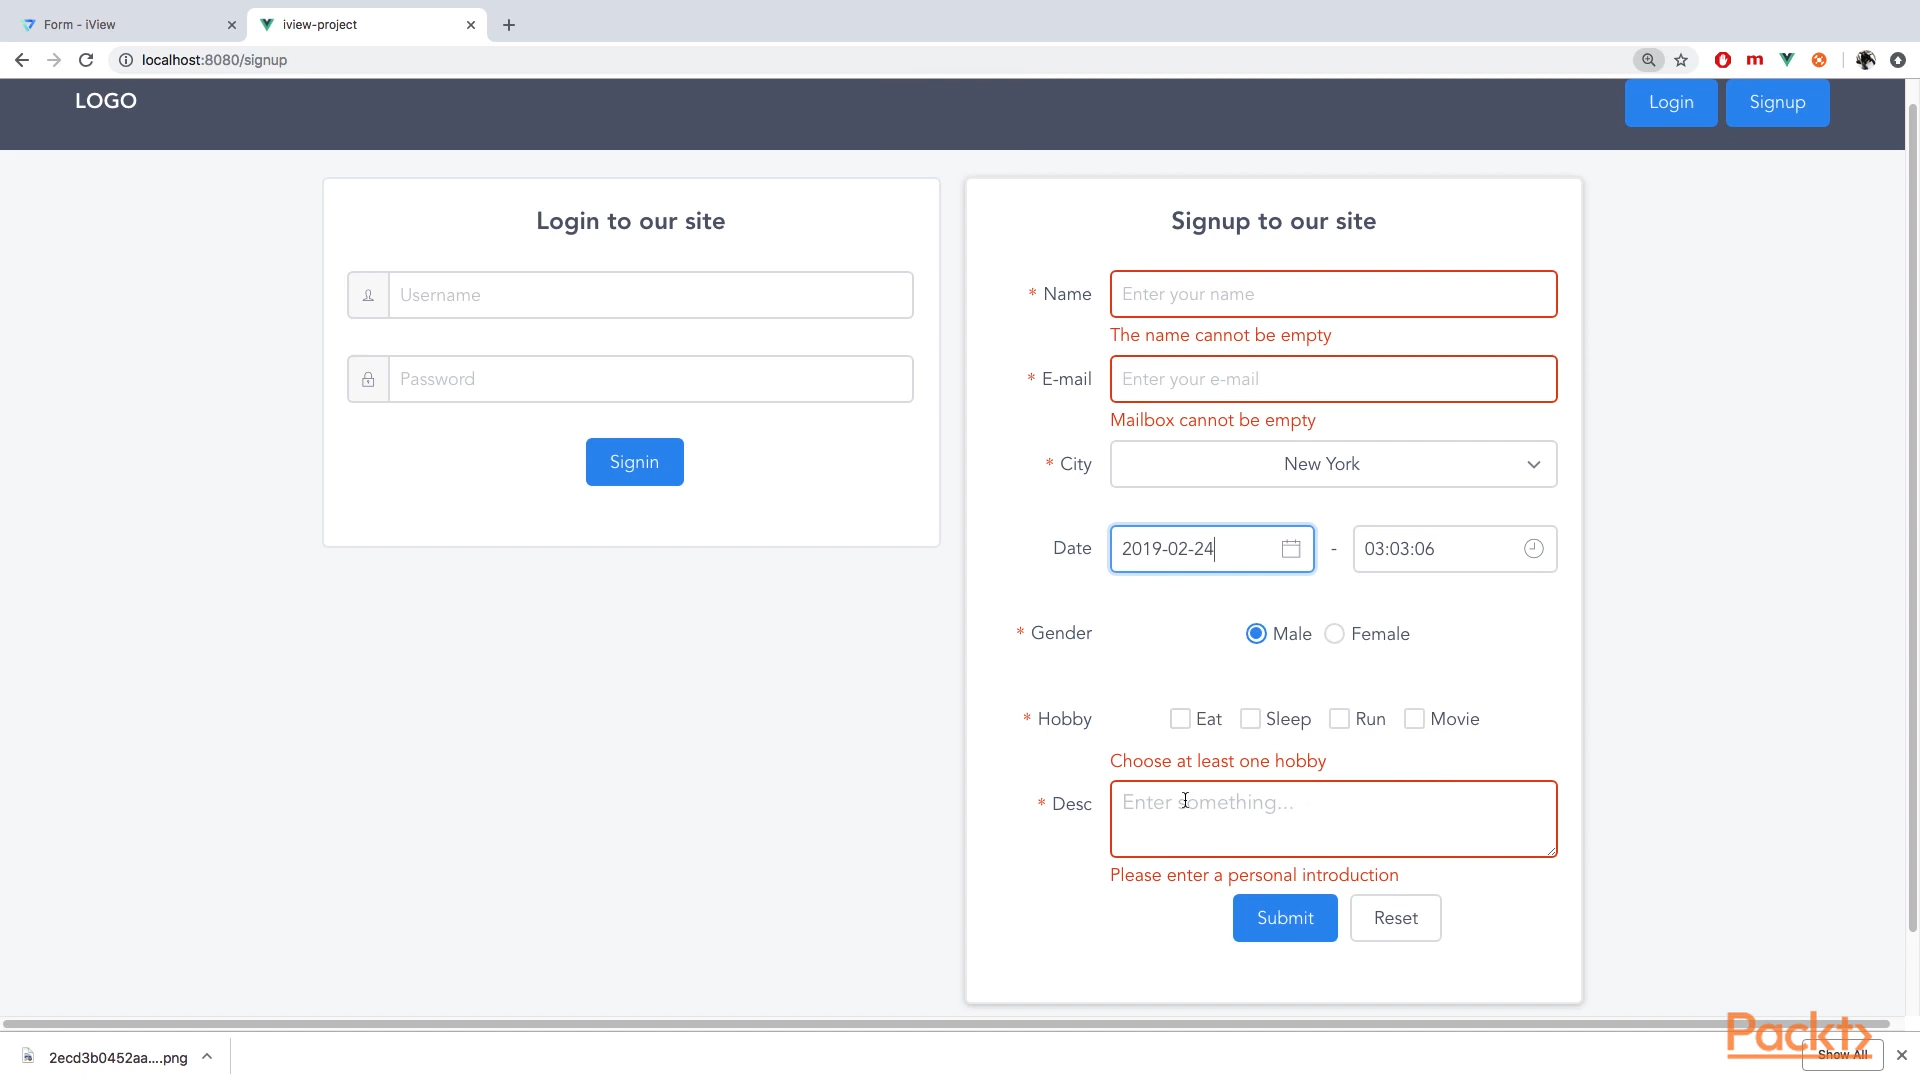 Form - iView
iview-project
localhost:8080/signup
LOGO
Login
Signup
Login to our site
Username
Password
Signin
Signup to our site
* Name
Enter your name
The name cannot be empty
* E-mail
Enter your e-mail
Mailbox cannot be empty
* City
New York
Date
2019-02-24
-
03:03:06
* Gender
Male
Female
* Hobby
Eat
Sleep
Run
Movie
Choose at least one hobby
* Desc
Enter something...
Please enter a personal introduction
Submit
Reset
2ecd3b0452aa....png
Packt>
Show All